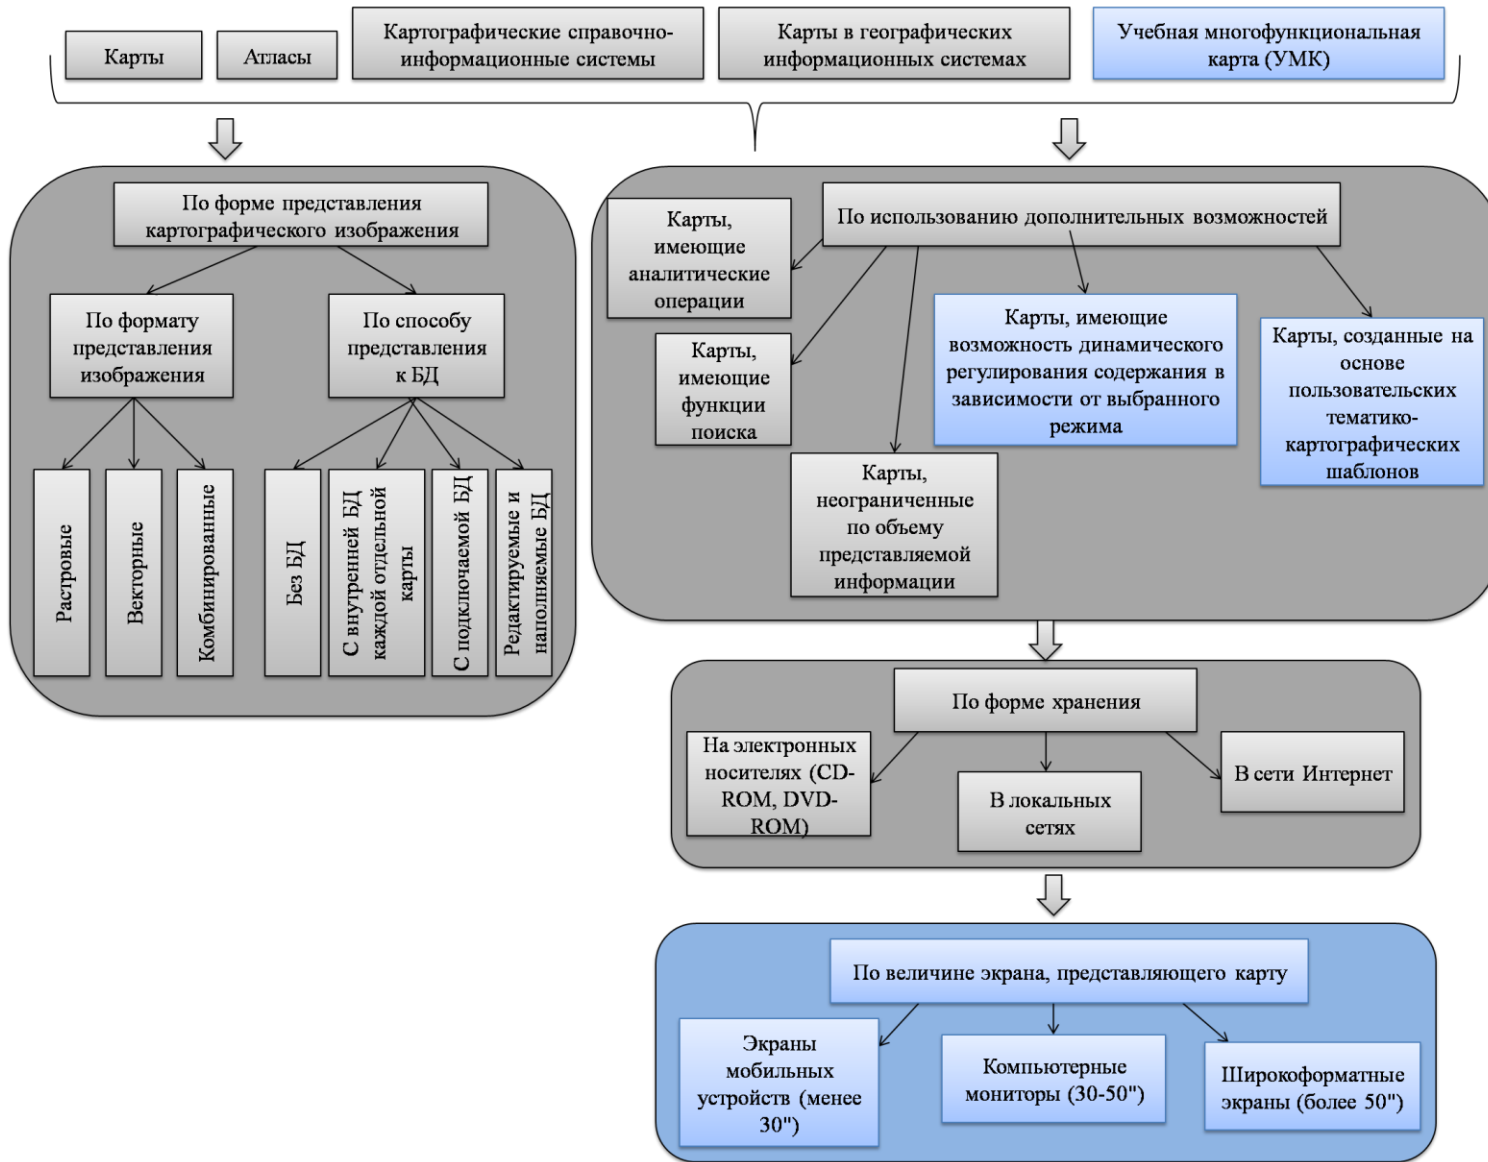 Карты
Атласы
Картографические справочно-
информационные системы
Карты в географических
информационных системах
Учебная многофункциональная
карта (УМК)
По форме представления
картографического изображения
По формату
представления
изображения
По способу
представления
к БД
Растровые
Векторные
Комбинированные
Без БД
С внутренней БД
каждой отдельной
карты
С подключаемой БД
Редактируемые и
наполняемые БД
По использованию дополнительных возможностей
Карты,
имеющие
аналитические
операции
Карты,
имеющие
функции
поиска
Карты,
неограниченные
по объему
представляемой
информации
Карты, имеющие
возможность динамического
регулирования содержания в
зависимости от выбранного
режима
Карты, созданные на
основе
пользовательских
тематико-
картографических
шаблонов
По форме хранения
На электронных
носителях (CD-
ROM, DVD-
ROM)
В локальных
сетях
В сети Интернет
По величине экрана, представляющего карту
Экраны
мобильных
устройств (менее
30")
Компьютерные
мониторы (30-50")
Широкоформатные
экраны (более 50")